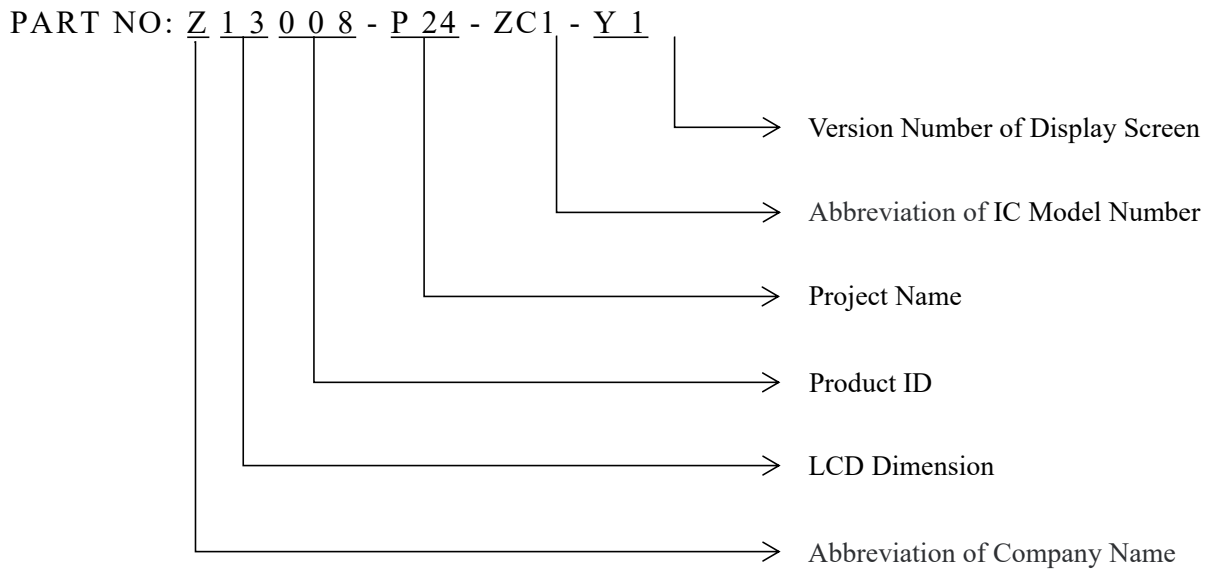 PART NO: Z 1 3 0 0 8 - P 24 - ZC1 - Y 1
Version Number of Display Screen
Abbreviation of IC Model Number
Project Name
Product ID
LCD Dimension
Abbreviation of Company Name